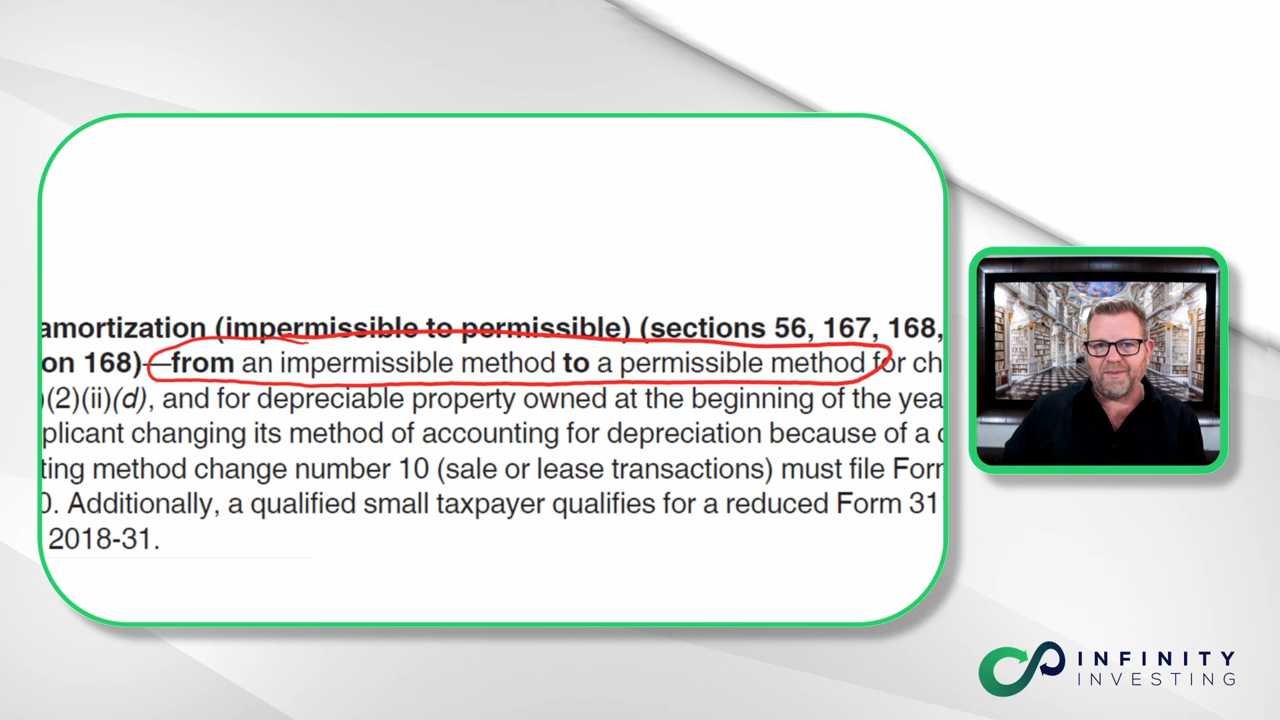 amortization (impermissible to permissible) (sections 56, 167, 168,
on 168)—from an impermissible method to a permissible method for ch
)(2)(ii)(d), and for depreciable property owned at the beginning of the yea
plicant changing its method of accounting for depreciation because of a
ting method change number 10 (sale or lease transactions) must file Forr
0. Additionally, a qualified small taxpayer qualifies for a reduced Form 31
2018-31.
INFINITY
INVESTING